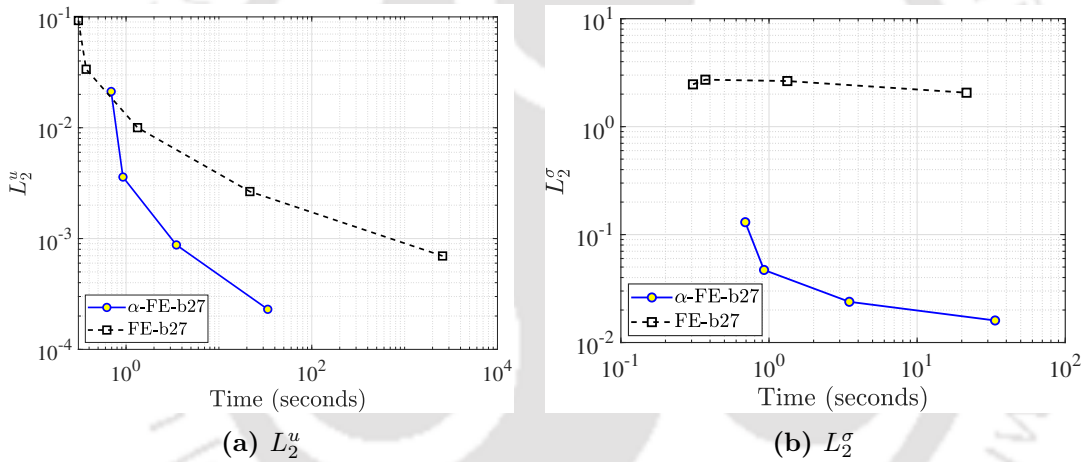 10^-1
10^-2
10^-3
10^-4
L_2^u
10^0
10^2
10^4
Time (seconds)
α-FE-b27
FE-b27
(a) L_2^u
10^1
10^0
10^-1
10^-2
L_2^σ
10^-1
10^0
10^1
10^2
Time (seconds)
α-FE-b27
FE-b27
(b) L_2^σ